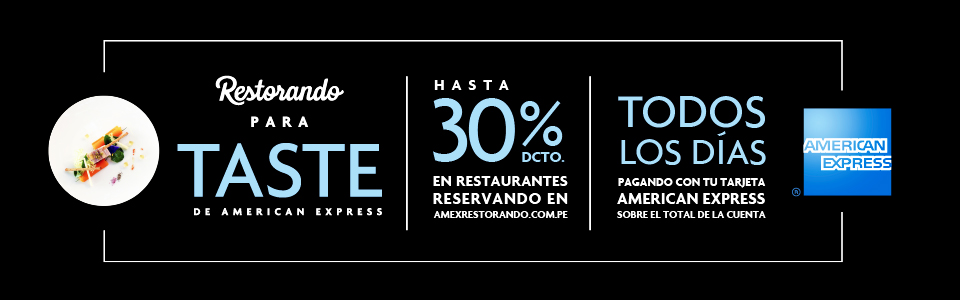 Restorando
PARA
TASTE
DE AMERICAN EXPRESS
HASTA
30%
DCTO.
EN RESTAURANTES
RESERVANDO EN
AMEXRESTORANDO.COM.PE
TODOS
LOS DÍAS
PAGANDO CON TU TARJETA
AMERICAN EXPRESS
SOBRE EL TOTAL DE LA CUENTA
AMERICAN
EXPRESS
®